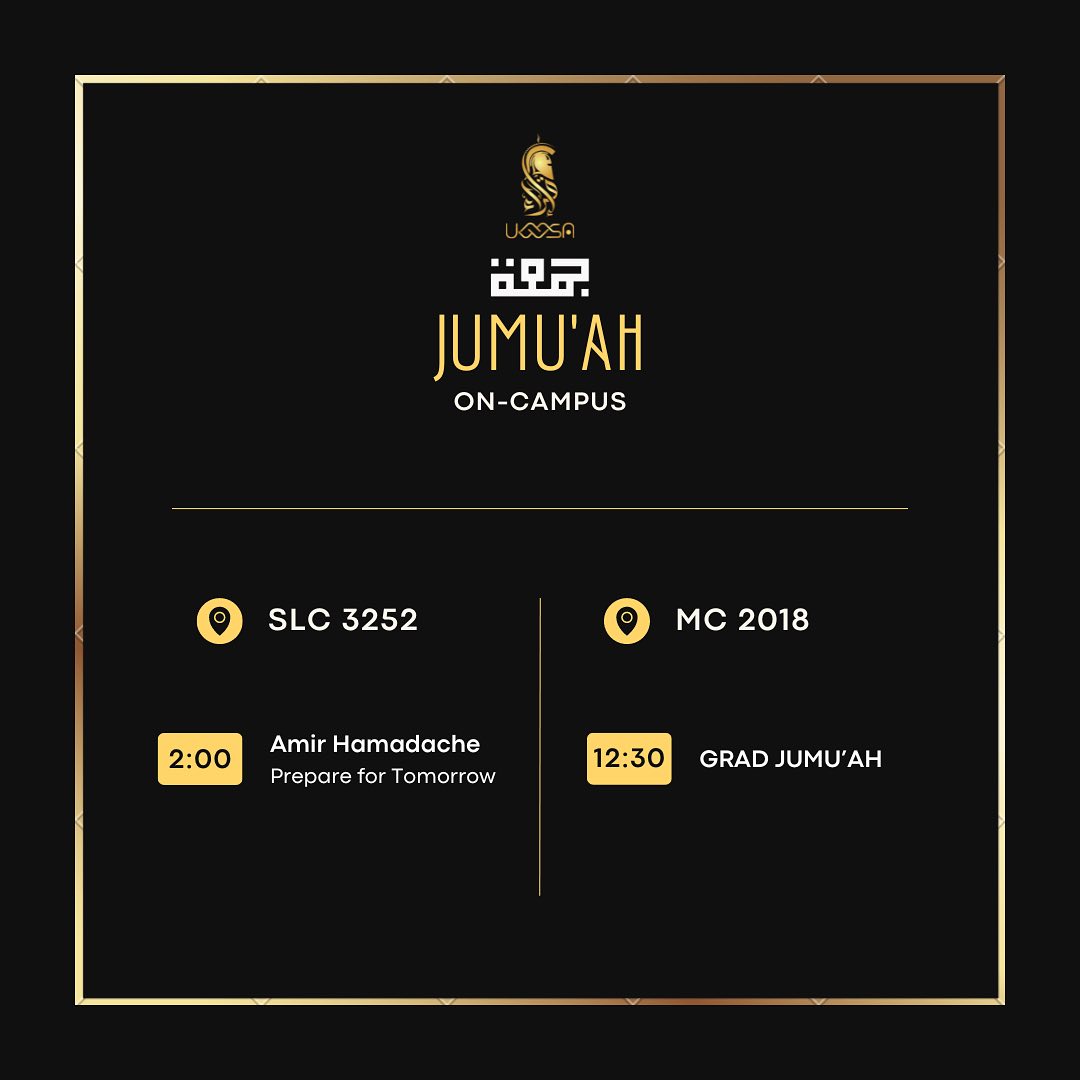 UWMSA
جمعة
JUMU'AH
ON-CAMPUS
SLC 3252
2:00
Amir Hamadache
Prepare for Tomorrow
MC 2018
12:30
GRAD JUMU’AH